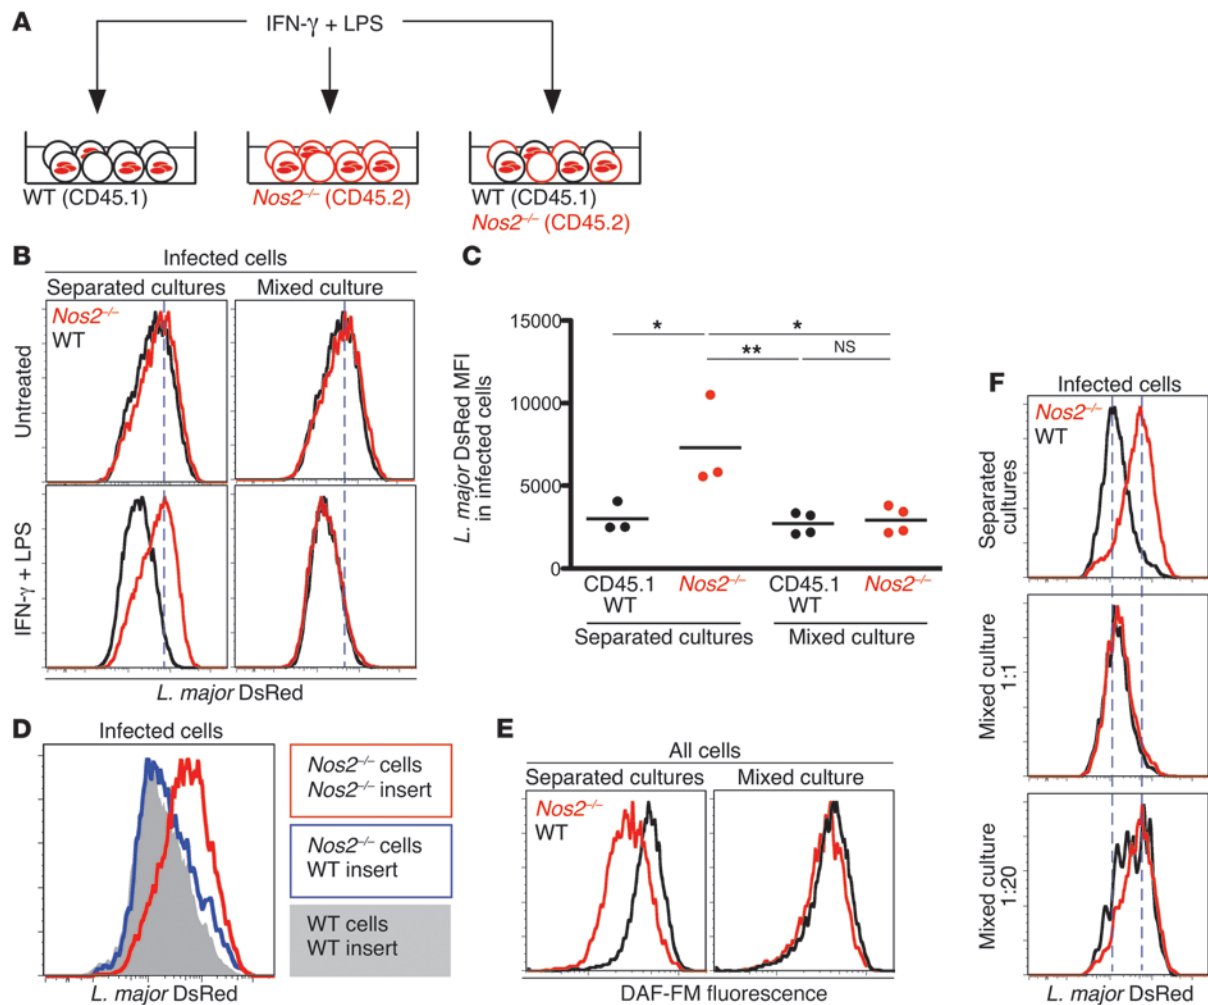 A
IFN-γ + LPS
WT (CD45.1)
Nos2–/– (CD45.2)
WT (CD45.1)
Nos2–/– (CD45.2)
B
Infected cells
Separated cultures
Mixed culture
Nos2–/–
WT
Untreated
IFN-γ + LPS
L. major DsRed
C
L. major DsRed MFI
in infected cells
15000
10000
5000
0
*
*
**
NS
CD45.1
WT
Nos2–/–
CD45.1
WT
Nos2–/–
Separated cultures
Mixed culture
D
Infected cells
L. major DsRed
Nos2–/– cells
Nos2–/– insert
Nos2–/– cells
WT insert
WT cells
WT insert
E
All cells
Separated cultures
Mixed culture
Nos2–/–
WT
DAF-FM fluorescence
F
Infected cells
Nos2–/–
WT
Separated
cultures
Mixed culture
1:1
Mixed culture
1:20
L. major DsRed